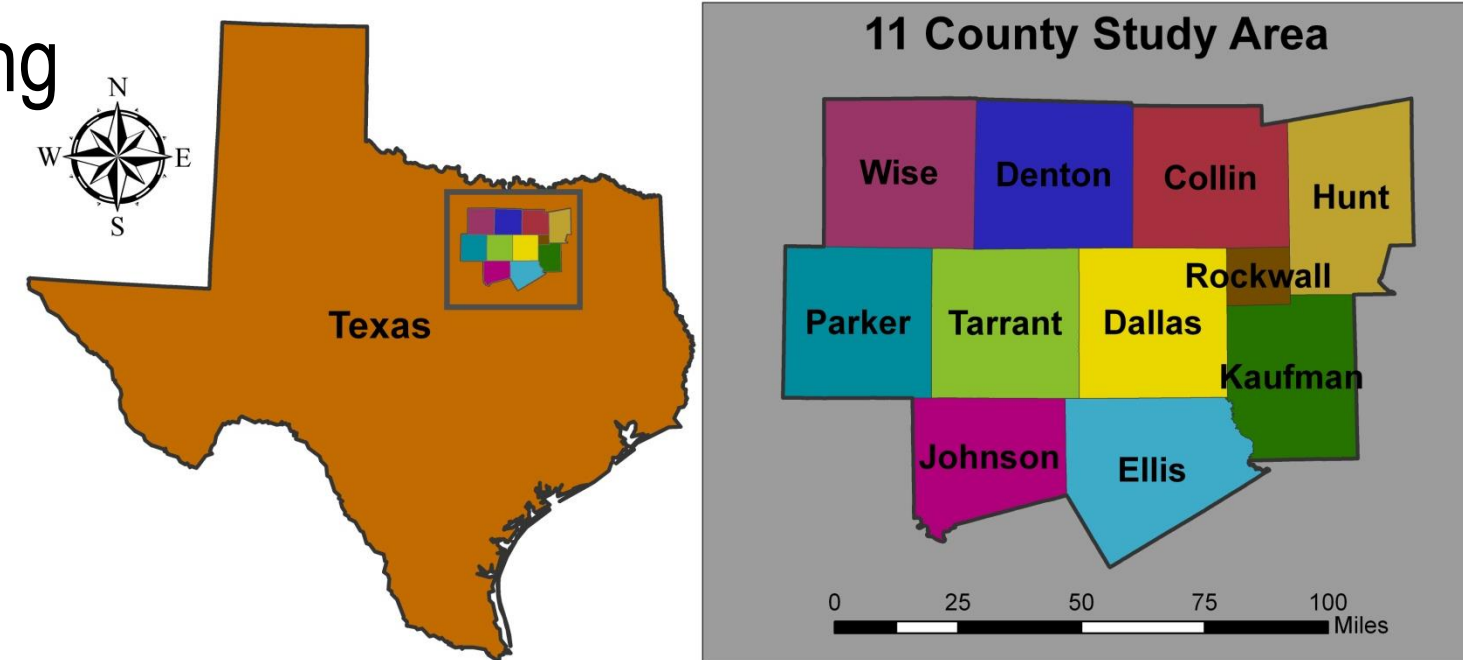 ng
N
W E
S
Texas
11 County Study Area
Wise Denton Collin Hunt
Rockwall
Parker Tarrant Dallas
Kaufman
Johnson Ellis
0 25 50 75 100
Miles